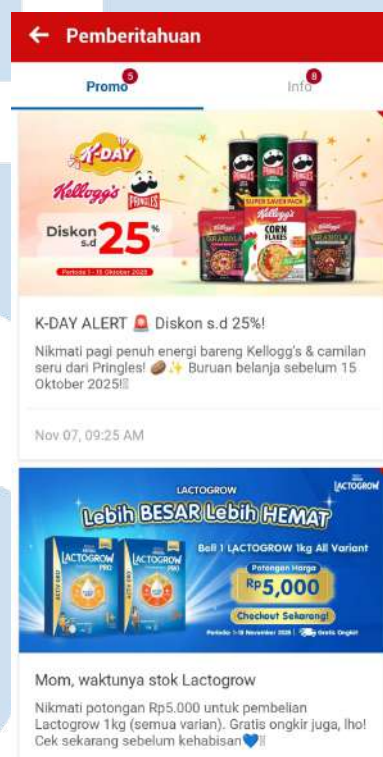 Pemberitahuan
Promo 5
Info 8
K-DAY
Kellogg's PRINGLES
Diskon s.d 25%
Periode 1 - 15 Oktober 2025
SUPER SAVER PACK
Kellogg's
CORN FLAKES
GRANOLA
K-DAY ALERT 🚨 Diskon s.d 25%!
Nikmati pagi penuh energi bareng Kellogg's & camilan
seru dari Pringles! 🥔✨ Buruan belanja sebelum 15
Oktober 2025!
Nov 07, 09:25 AM
LACTOGROW
LACTOGROW
Lebih BESAR Lebih HEMAT
Beli 1 LACTOGROW 1kg All Variant
Potongan Harga
Rp5,000
Checkout Sekarang!
Gratis Ongkir
LACTOGROW PRO
LACTOGROW PRO
Mom, waktunya stok Lactogrow
Nikmati potongan Rp5.000 untuk pembelian
Lactogrow 1kg (semua varian). Gratis ongkir juga, lho!
Cek sekarang sebelum kehabisan💙